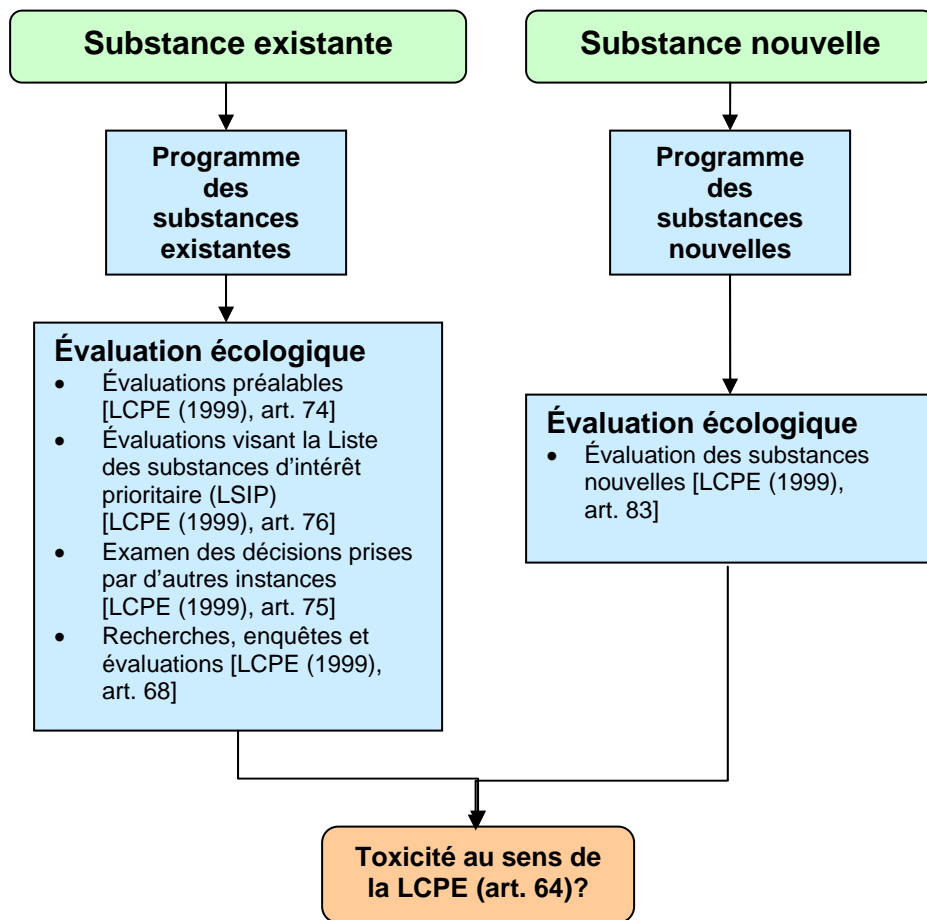 Substance existante
Programme
des
substances
existantes
Évaluation écologique
• Évaluations préalables
[LCPE (1999), art. 74]
• Évaluations visant la Liste
des substances d'intérêt
prioritaire (LSIP)
[LCPE (1999), art. 76]
• Examen des décisions prises
par d'autres instances
[LCPE (1999), art. 75]
• Recherches, enquêtes et
évaluations [LCPE (1999),
art. 68]
Substance nouvelle
Programme
des
substances
nouvelles
Évaluation écologique
• Évaluation des substances
nouvelles [LCPE (1999),
art. 83]
Toxicité au sens de
la LCPE (art. 64)?